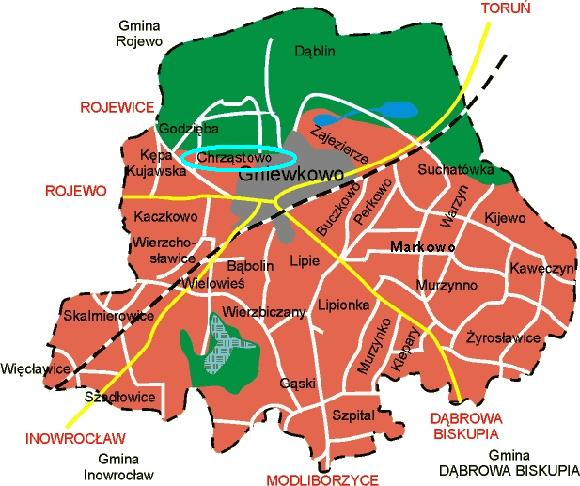 TORUŃ
Gmina
Rojewo
Dąblin
ROJEWICE
Godzięba
Zajezierze
Kępa
Kujawska
Chrząstowo
Gniewkowo
Suchatówka
ROJEWO
Buczkowo
Perkowo
Warzyn
Kaczkowo
Kijewo
Wierzcho-
sławice
Markowo
Bąbolin
Lipie
Kawęczyn
Wielowieś
Murzynno
Skalmierowice
Wierzbiczany
Lipionka
Murzynko
Klepary
Żyrosławice
Więcławice
Gąski
Szadłowice
Szpital
INOWROCŁAW
DĄBROWA
BISKUPIA
Gmina
Inowrocław
Gmina
DĄBROWA BISKUPIA
MODLIBORZYCE